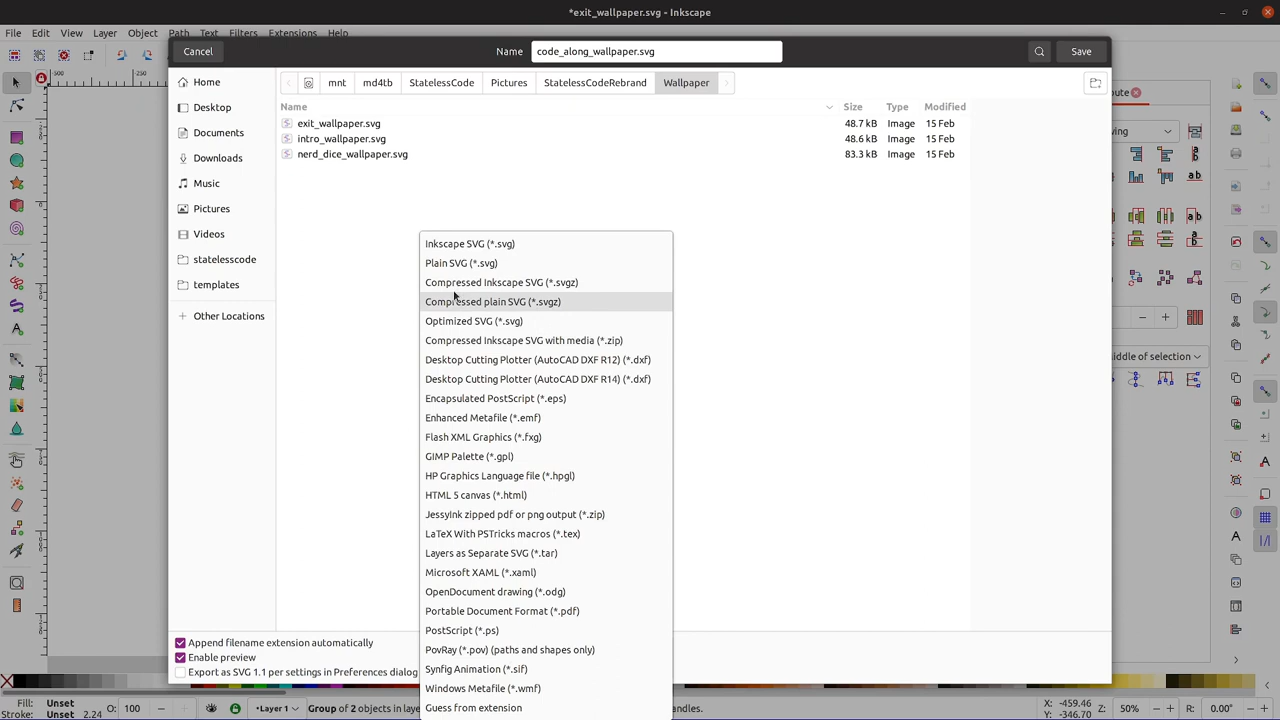 *exit_wallpaper.svg - Inkscape
File Edit View Layer Object Path Text Filters Extensions Help
Cancel Name code_along_wallpaper.svg Save
Home mnt md4tb StatelessCode Pictures StatelessCodeRebrand Wallpaper
Desktop
Documents
Downloads
Music
Pictures
Videos
statelesscode
templates
Other Locations
Name Size Type Modified
exit_wallpaper.svg 48.7 kB Image 15 Feb
intro_wallpaper.svg 48.6 kB Image 15 Feb
nerd_dice_wallpaper.svg 83.3 kB Image 15 Feb
Inkscape SVG (*.svg)
Plain SVG (*.svg)
Compressed Inkscape SVG (*.svgz)
Compressed plain SVG (*.svgz)
Optimized SVG (*.svg)
Compressed Inkscape SVG with media (*.zip)
Desktop Cutting Plotter (AutoCAD DXF R12) (*.dxf)
Desktop Cutting Plotter (AutoCAD DXF R14) (*.dxf)
Encapsulated PostScript (*.eps)
Enhanced Metafile (*.emf)
Flash XML Graphics (*.fxg)
GIMP Palette (*.gpl)
HP Graphics Language file (*.hpgl)
HTML 5 canvas (*.html)
JessyInk zipped pdf or png output (*.zip)
LaTeX With PSTricks macros (*.tex)
Layers as Separate SVG (*.tar)
Microsoft XAML (*.xaml)
OpenDocument drawing (*.odg)
Portable Document Format (*.pdf)
PostScript (*.ps)
PovRay (*.pov) (paths and shapes only)
Synfig Animation (*.sif)
Windows Metafile (*.wmf)
Guess from extension
Append filename extension automatically
Enable preview
Export as SVG 1.1 per settings in Preferences dialog
middle of selection
Fill: Unset
Stroke: Unset 2.24
O: 100 Layer 1 Group of 2 objects in laye
X: -459.46
Y: -346.70
Z: 50% R: 0.00°